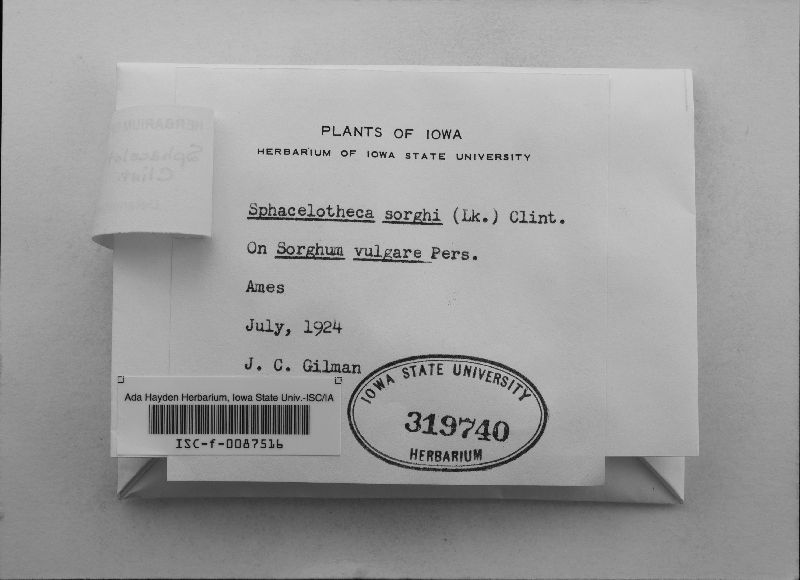 PLANTS OF IOWA
HERBARIUM OF IOWA STATE UNIVERSITY
Sphacelotheca sorghi (Lk.) Clint.
On Sorghum vulgare Pers.
Ames
July, 1924
J. C. Gilman
Ada Hayden Herbarium, Iowa State Univ.-ISC/IA
ISC-f-0087516
IOWA STATE UNIVERSITY
319740
HERBARIUM